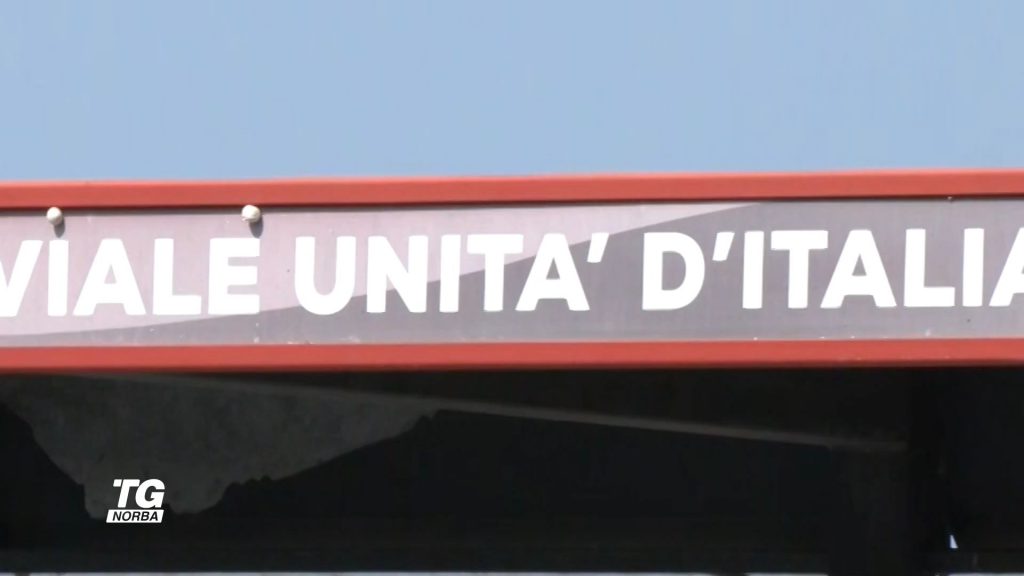 VIALE UNITA' D'ITALIA
TG
NORBA